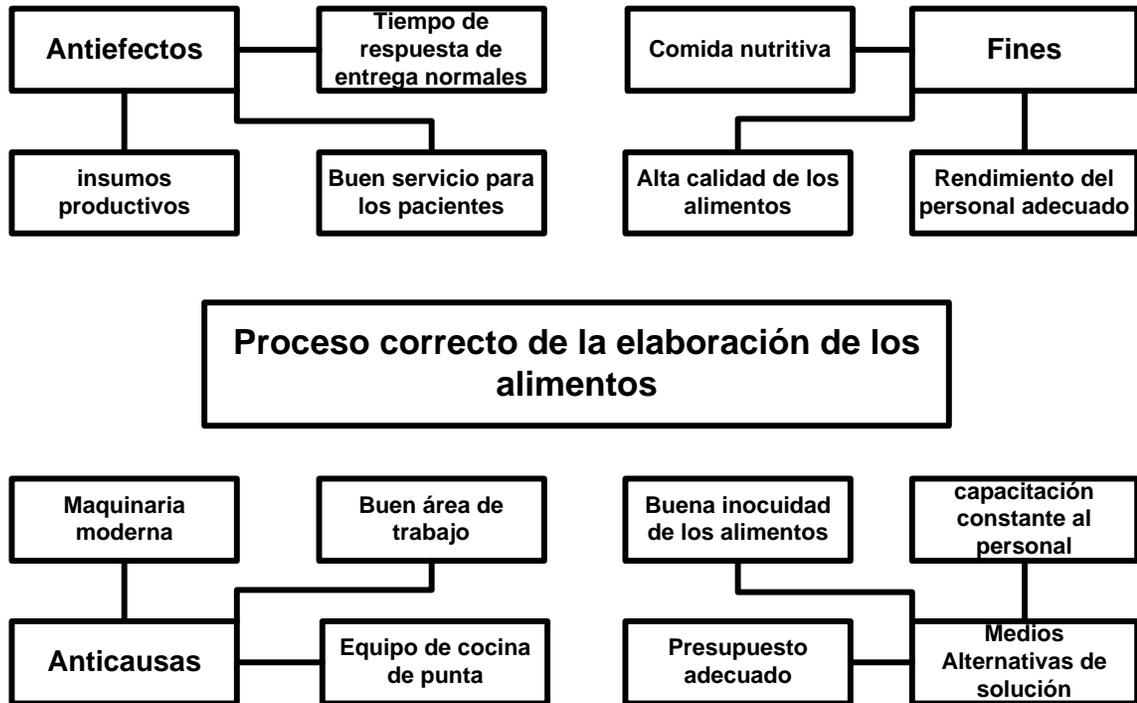 Antiefectos
Tiempo de
respuesta de
entrega normales
Comida nutritiva
Fines
insumos
productivos
Buen servicio para
los pacientes
Alta calidad de los
alimentos
Rendimiento del
personal adecuado
Proceso correcto de la elaboración de los
alimentos
Maquinaria
moderna
Buen área de
trabajo
Buena inocuidad
de los alimentos
capacitación
constante al
personal
Anticausas
Equipo de cocina
de punta
Presupuesto
adecuado
Medios
Alternativas de
solución